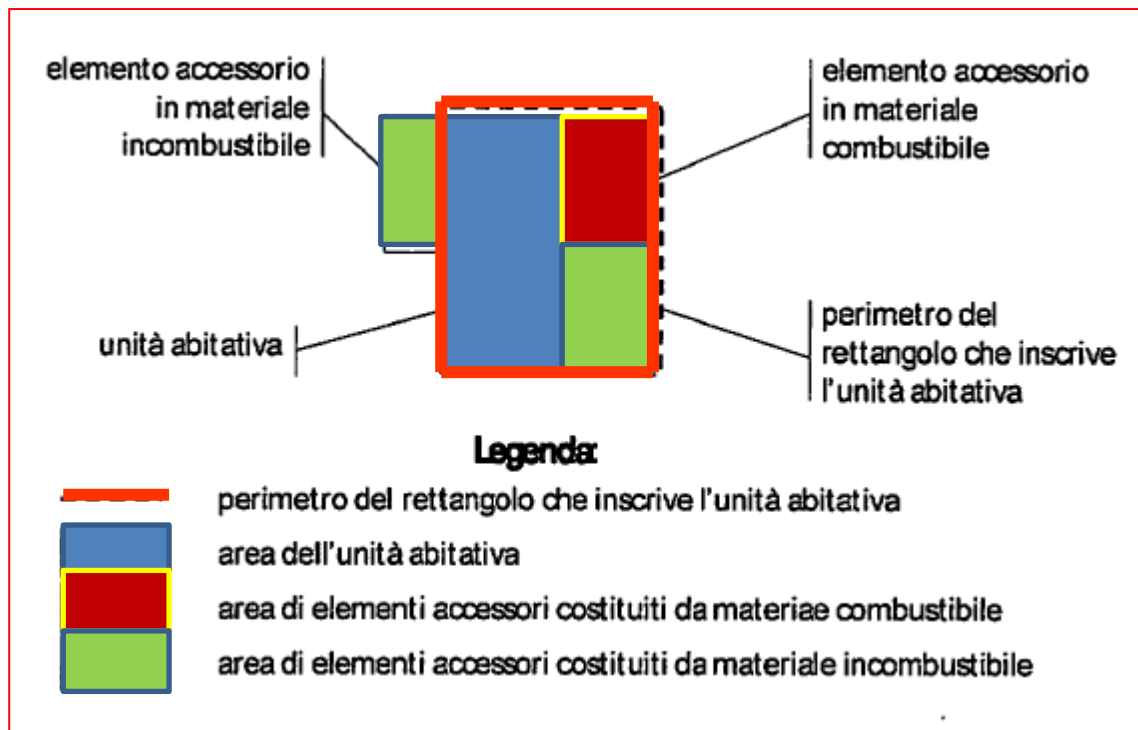 elemento accessorio
in materiale
incombustibile
elemento accessorio
in materiale
combustibile
unità abitativa
perimetro del
rettangolo che inscrive
l'unità abitativa
Legenda:
perimetro del rettangolo che inscrive l'unità abitativa
area dell'unità abitativa
area di elementi accessori costituiti da materiae combustibile
area di elementi accessori costituiti da materiale incombustibile